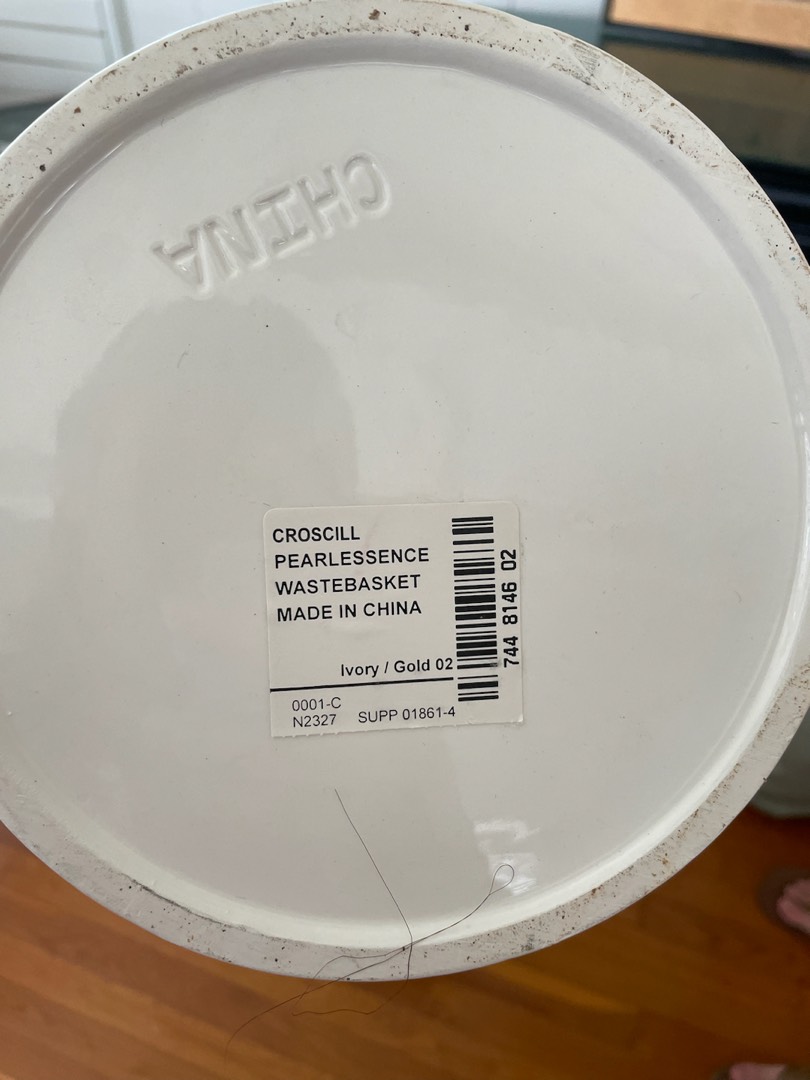 CHINA
CROSCILL
PEARLESSENCE
WASTEBASKET
MADE IN CHINA
Ivory / Gold 02
0001-C
N2327 SUPP 01861-4
744 8146 02